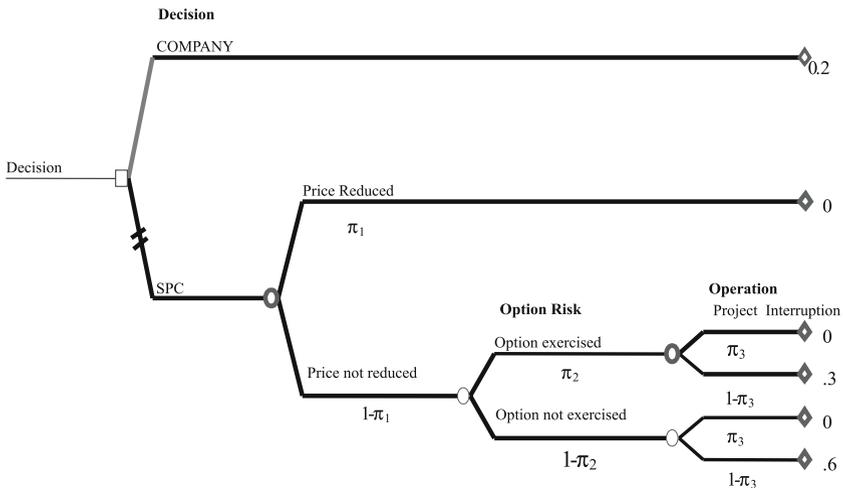 Decision
COMPANY
0.2
Decision
Price Reduced
0
π1
SPC
Operation
Option Risk
Project Interruption
Option exercised
0
π3
Price not reduced
π2
.3
1-π3
1-π1
Option not exercised
0
π3
1-π2
.6
1-π3